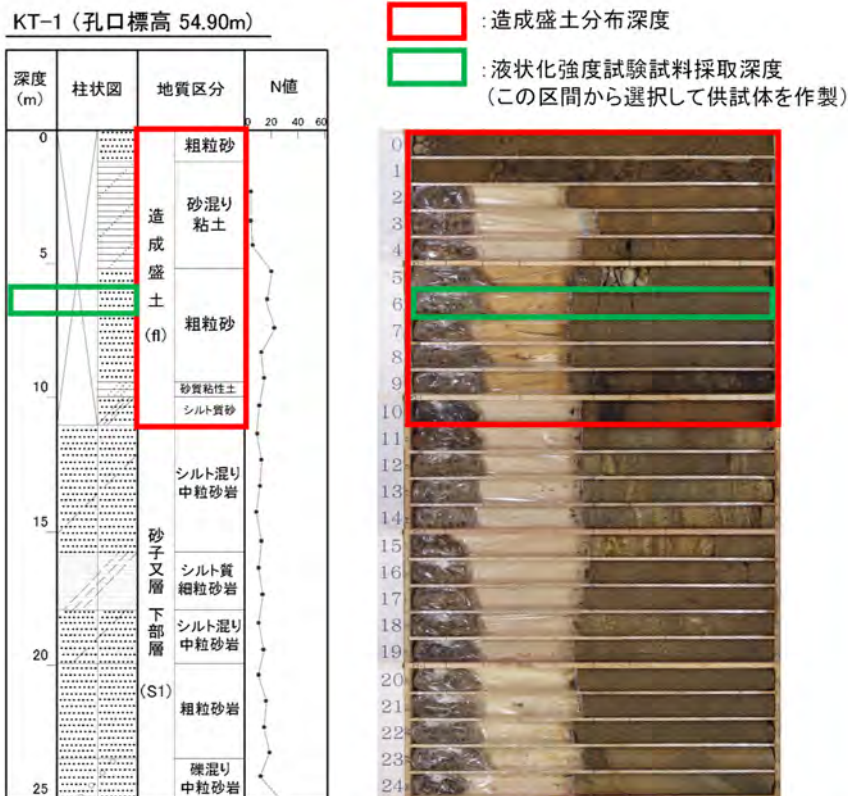 KT-1 (孔口標高 54.90m)
:造成盛土分布深度
:液状化強度試験試料採取深度
(この区間から選択して供試体を作製)
深度
(m)
柱状図
地質区分
N値
0 20 40 60
0
5
10
15
20
25
造成盛土
(fl)
粗粒砂
砂混り
粘土
粗粒砂
砂質粘性土
シルト質砂
砂子又層下部層
(S1)
シルト混り
中粒砂岩
シルト質
細粒砂岩
シルト混り
中粒砂岩
粗粒砂岩
礫混り
中粒砂岩
0
1
2
3
4
5
6
7
8
9
10
11
12
13
14
15
16
17
18
19
20
21
22
23
24